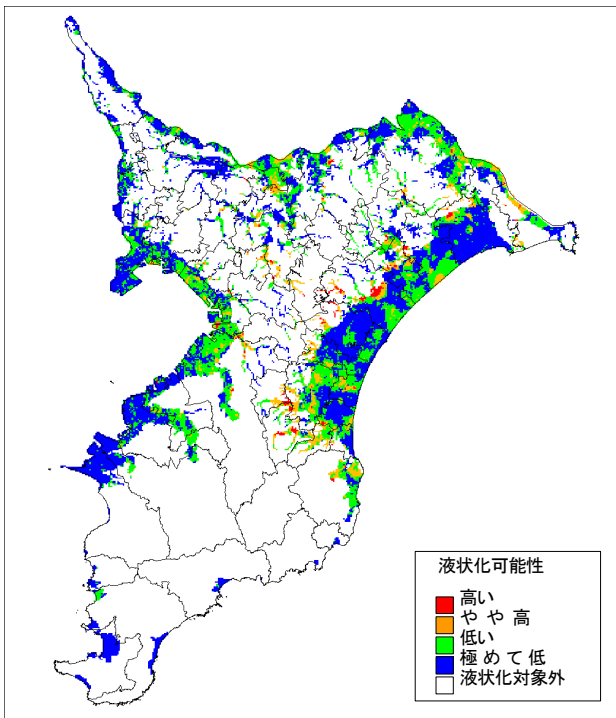 液状化可能性
高い
やや高
低い
極めて低
液状化対象外